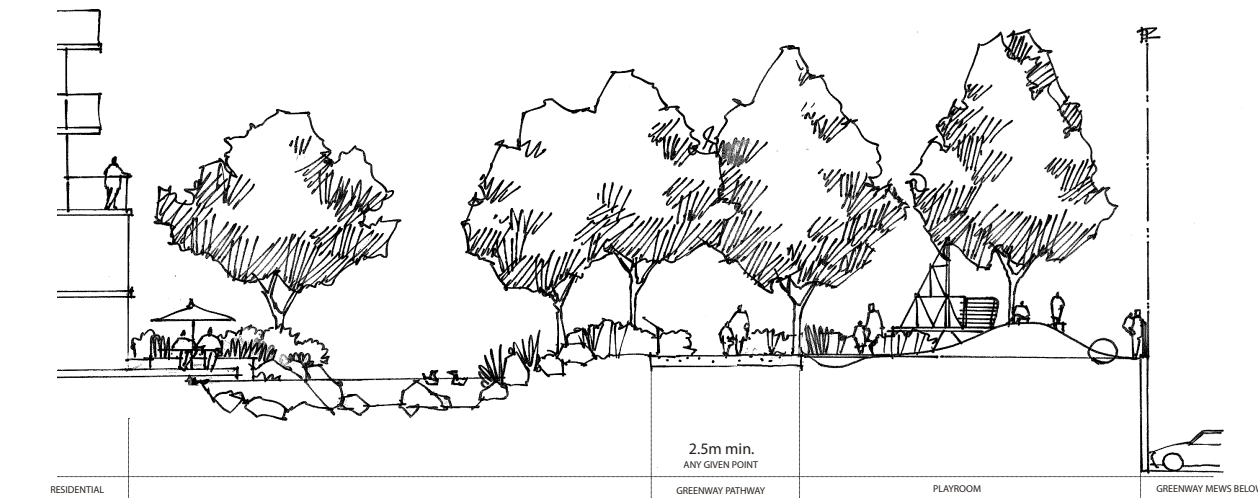 2.5m min.
ANY GIVEN POINT
RESIDENTIAL
GREENWAY PATHWAY
PLAYROOM
GREENWAY MEWS BELOW